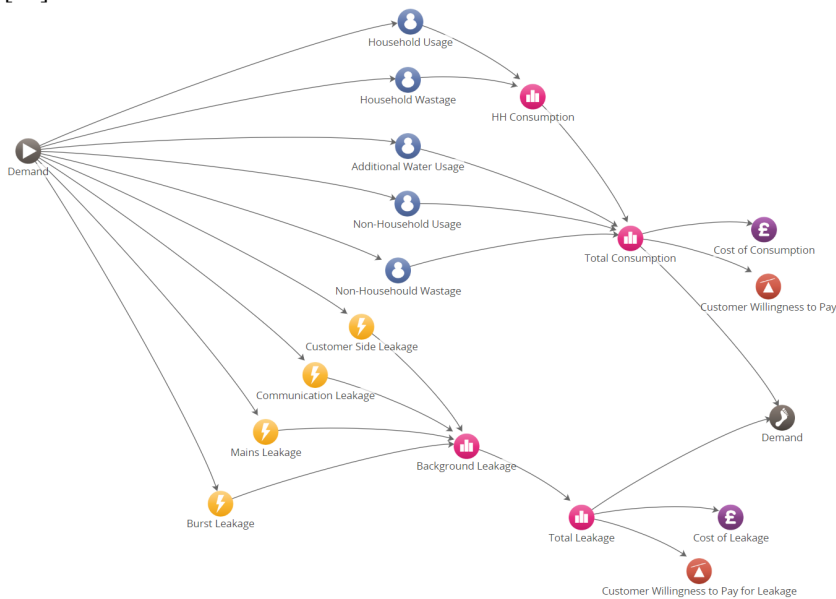 Household Usage
Household Wastage
HH Consumption
Demand
Additional Water Usage
Non-Household Usage
Total Consumption
£
Cost of Consumption
Non-Househould Wastage
Customer Willingness to Pay
Customer Side Leakage
Communication Leakage
Demand
Mains Leakage
Background Leakage
Burst Leakage
Total Leakage
£
Cost of Leakage
Customer Willingness to Pay for Leakage